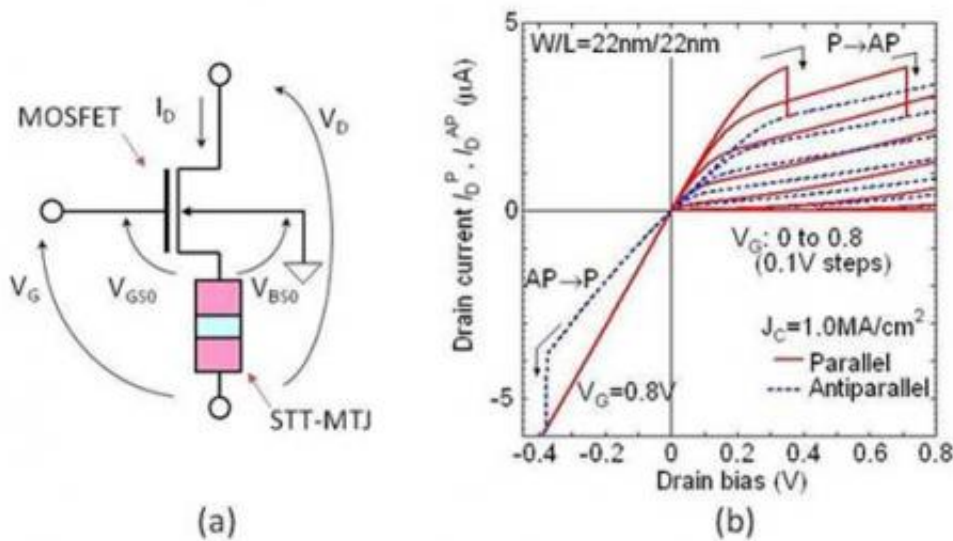 MOSFET
I_D
V_D
V_G
V_GS0
V_BS0
STT-MTJ
(a)
Drain current I_D^P, I_D^AP (μA)
5
0
-5
W/L=22nm/22nm
P→AP
V_G: 0 to 0.8
(0.1V steps)
AP→P
J_C=1.0MA/cm²
Parallel
Antiparallel
V_G=0.8V
-0.4 -0.2 0 0.2 0.4 0.6 0.8
Drain bias (V)
(b)